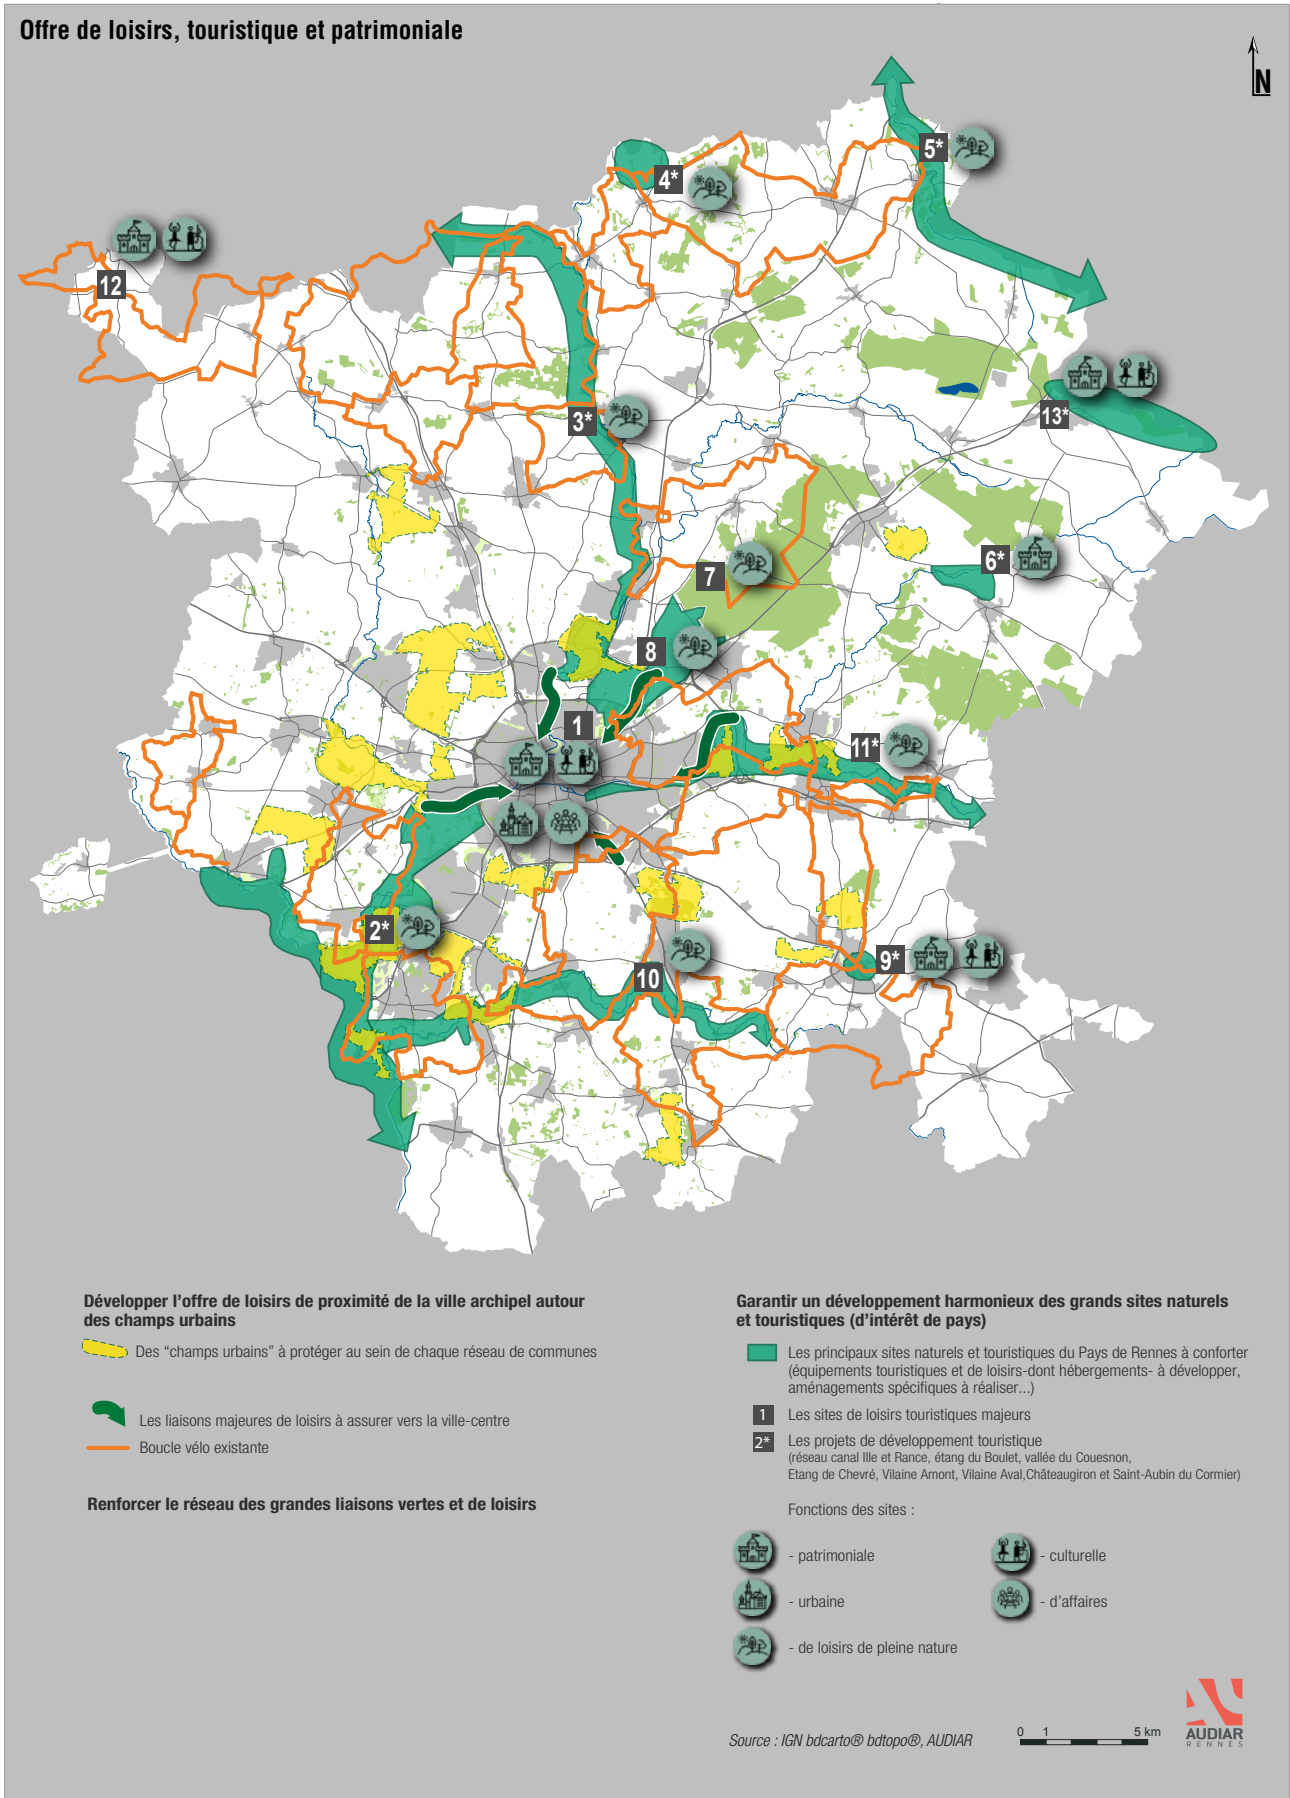 Offre de loisirs, touristique et patrimoniale
N
5*
4*
12
3*
13*
6*
7
8
1
11*
2*
9*
10
Développer l’offre de loisirs de proximité de la ville archipel autour
des champs urbains
Des “champs urbains” à protéger au sein de chaque réseau de communes
Les liaisons majeures de loisirs à assurer vers la ville-centre
Boucle vélo existante
Renforcer le réseau des grandes liaisons vertes et de loisirs
Garantir un développement harmonieux des grands sites naturels
et touristiques (d’intérêt de pays)
Les principaux sites naturels et touristiques du Pays de Rennes à conforter
(équipements touristiques et de loisirs-dont hébergements- à développer,
aménagements spécifiques à réaliser...)
1 Les sites de loisirs touristiques majeurs
2* Les projets de développement touristique
(réseau canal Ille et Rance, étang du Boulet, vallée du Couesnon,
Etang de Chevré, Vilaine Amont, Vilaine Aval,Châteaugiron et Saint-Aubin du Cormier)
Fonctions des sites :
- patrimoniale
- culturelle
- urbaine
- d’affaires
- de loisirs de pleine nature
Source : IGN bdcarto® bdtopo®, AUDIAR
0 1 5 km
AUDIAR
RENNES